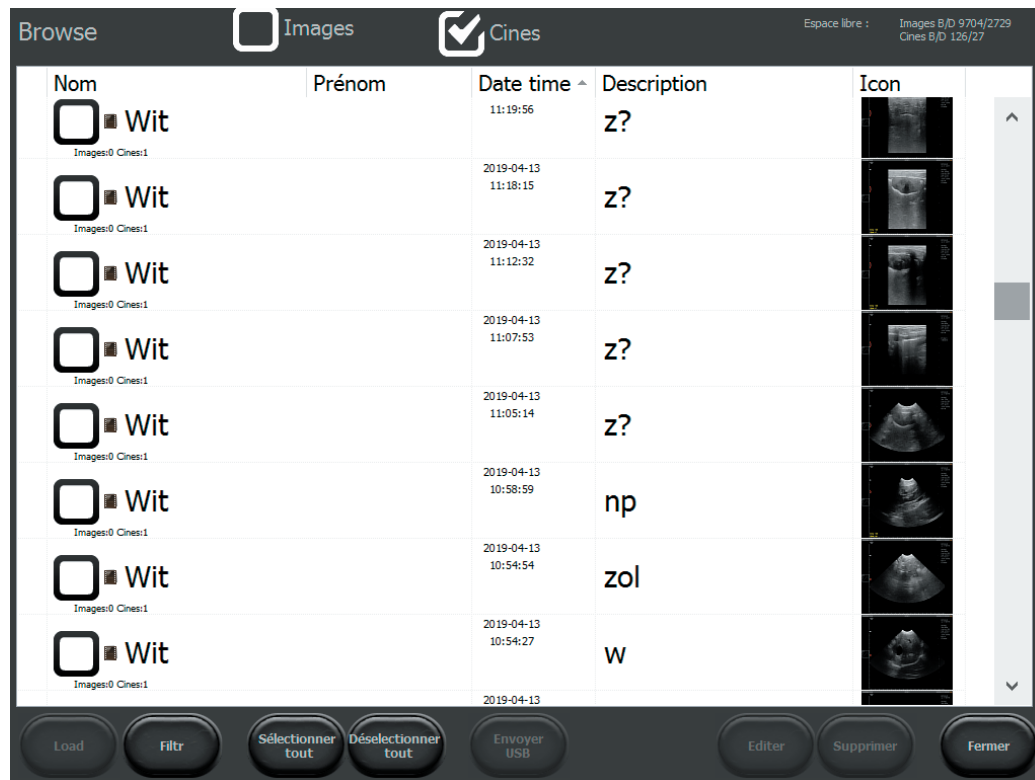 Browse
Images
Cines
Espace libre :
Images B/D 9704/2729
Cines B/D 126/27
Nom
Prénom
Date time
Description
Icon
11:19:56
Wit
z?
Images:0 Cines:1
2019-04-13
11:18:15
Wit
z?
Images:0 Cines:1
2019-04-13
11:12:32
Wit
z?
Images:0 Cines:1
2019-04-13
11:07:53
Wit
z?
Images:0 Cines:1
2019-04-13
11:05:14
Wit
z?
Images:0 Cines:1
2019-04-13
10:58:59
Wit
np
Images:0 Cines:1
2019-04-13
10:54:54
Wit
zol
Images:0 Cines:1
2019-04-13
10:54:27
Wit
w
Images:0 Cines:1
2019-04-13
Load
Filtr
Sélectionner
tout
Déselectionner
tout
Envoyer
USB
Editer
Supprimer
Fermer